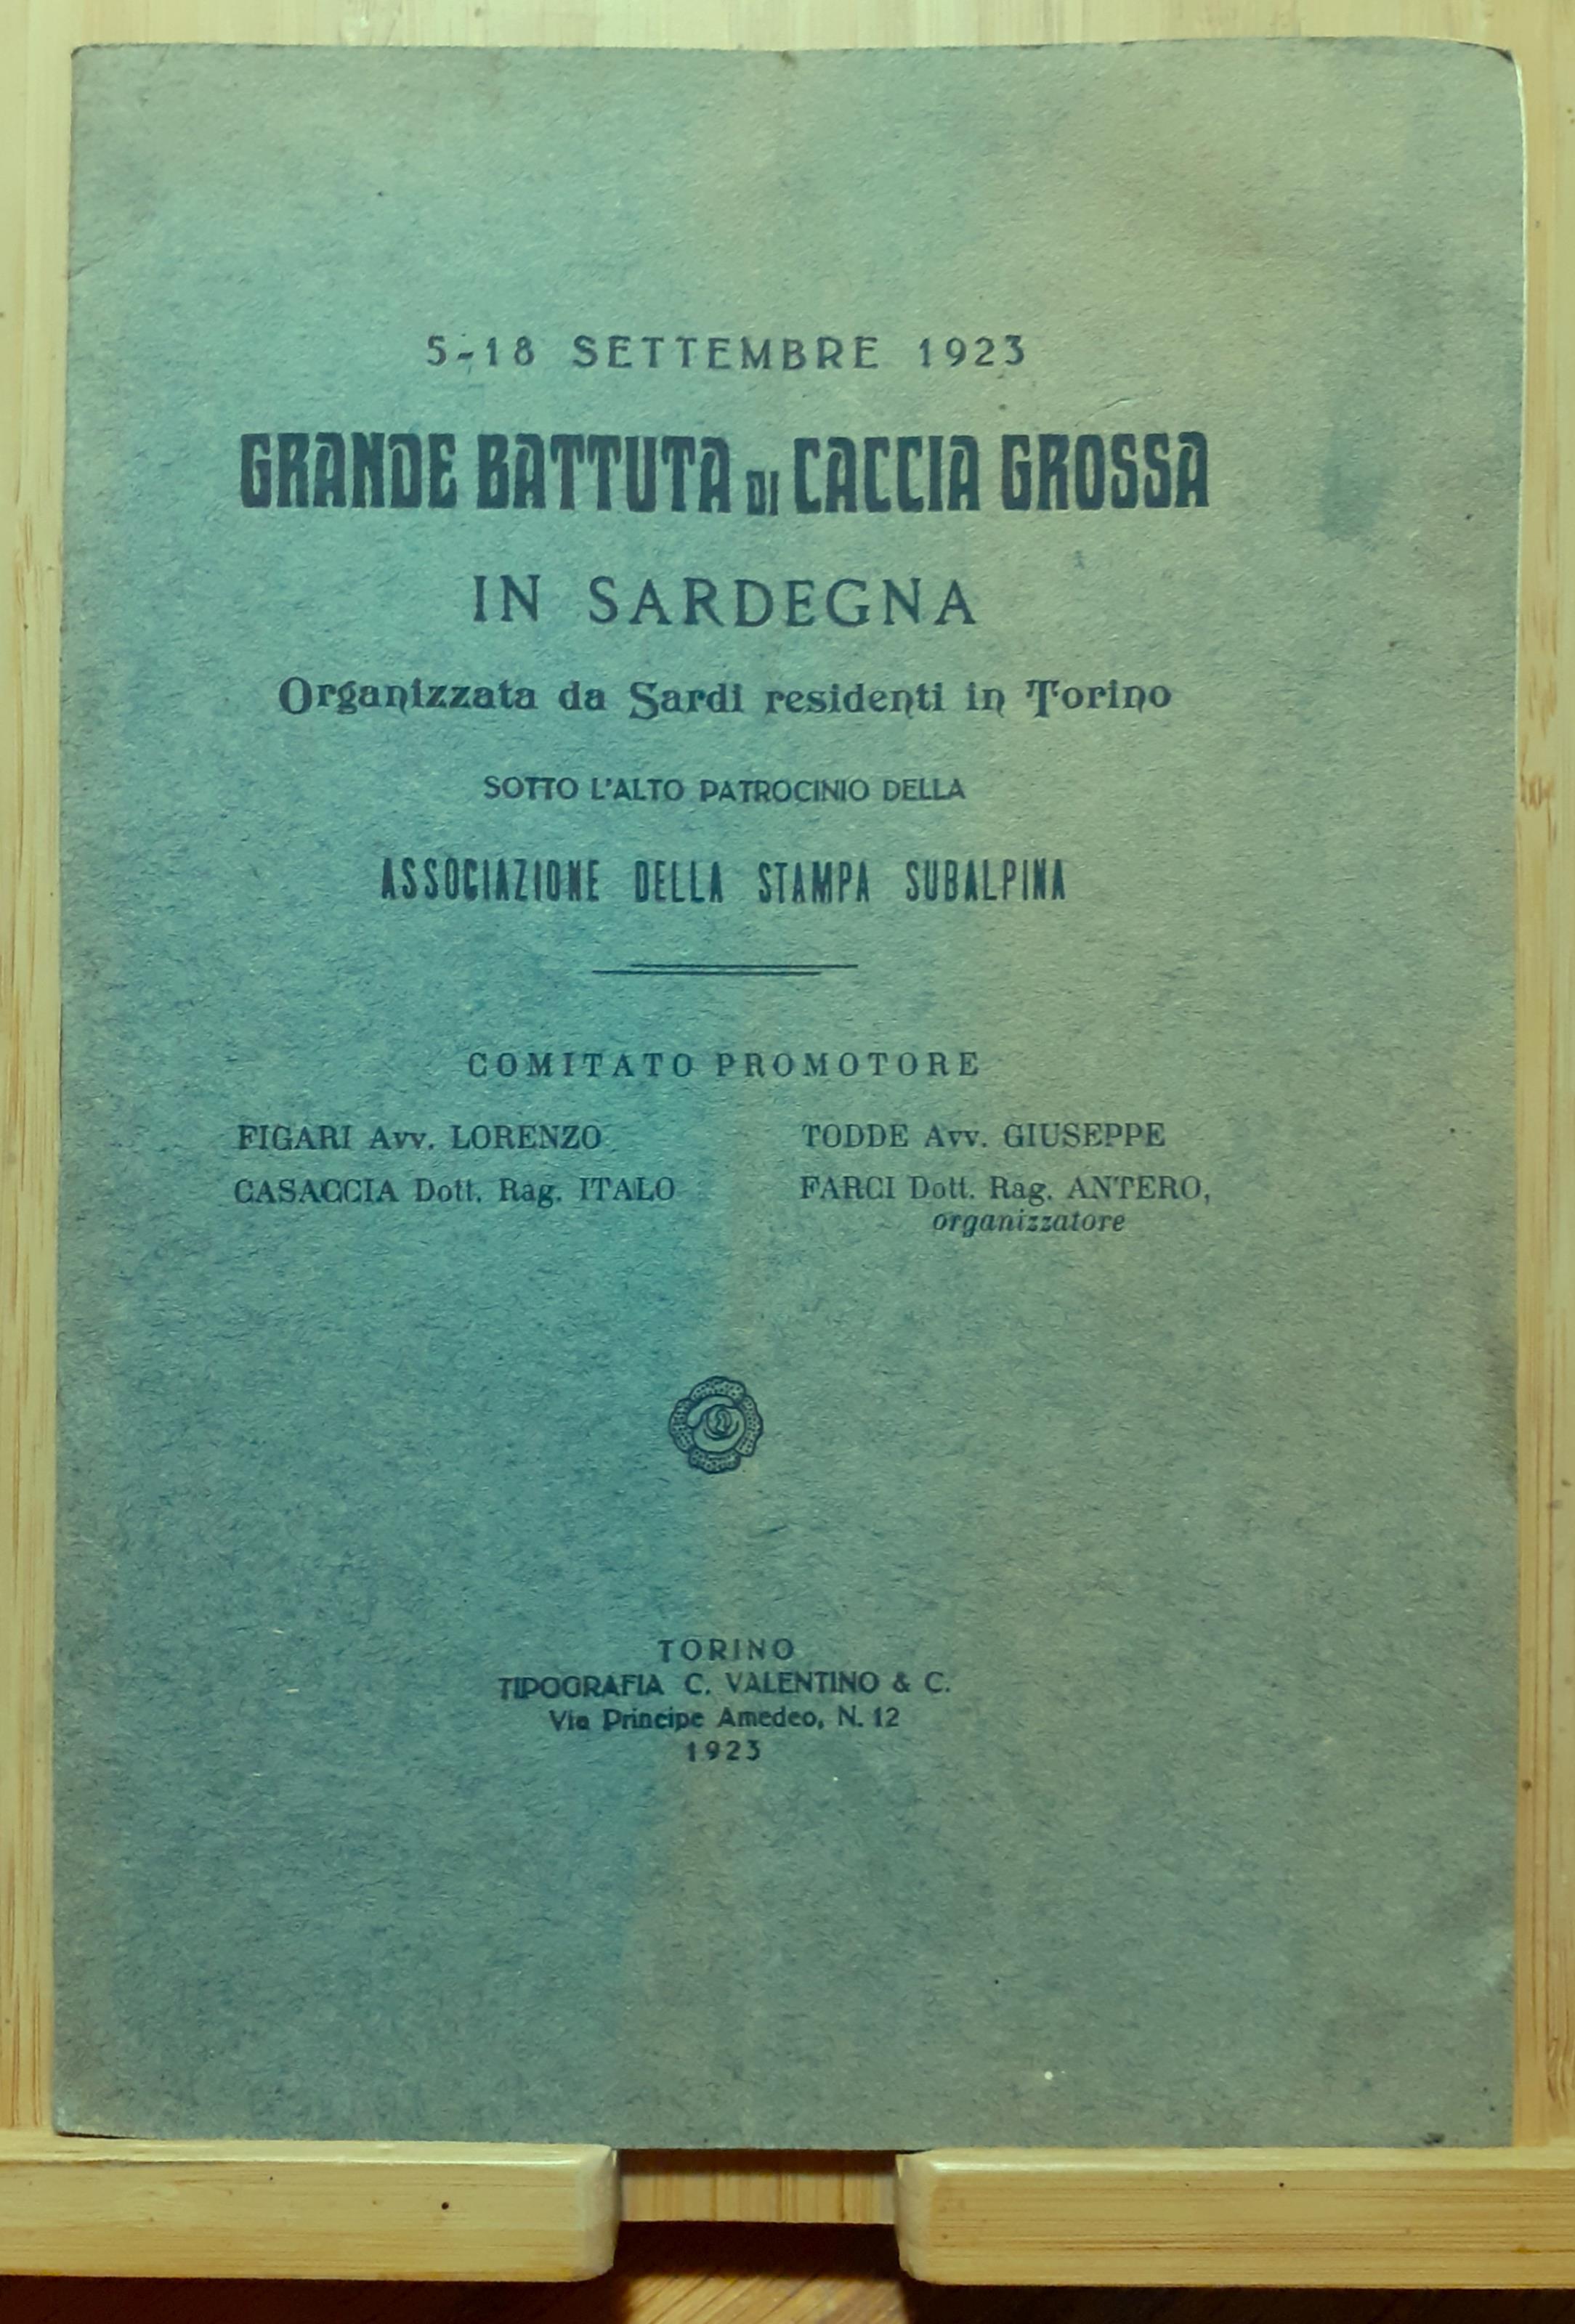 5-18 SETTEMBRE 1923
GRANDE BATTUTA DI CACCIA GROSSA
IN SARDEGNA
Organizzata da Sardi residenti in Torino
SOTTO L'ALTO PATROCINIO DELLA
ASSOCIAZIONE DELLA STAMPA SUBALPINA
COMITATO PROMOTORE
FIGARI Avv. LORENZO TODDE Avv. GIUSEPPE
CASACCIA Dott. Rag. ITALO FARCI Dott. Rag. ANTERO,
organizzatore
TORINO
TIPOGRAFIA C. VALENTINO & C.
Via Principe Amedeo, N. 12
1923